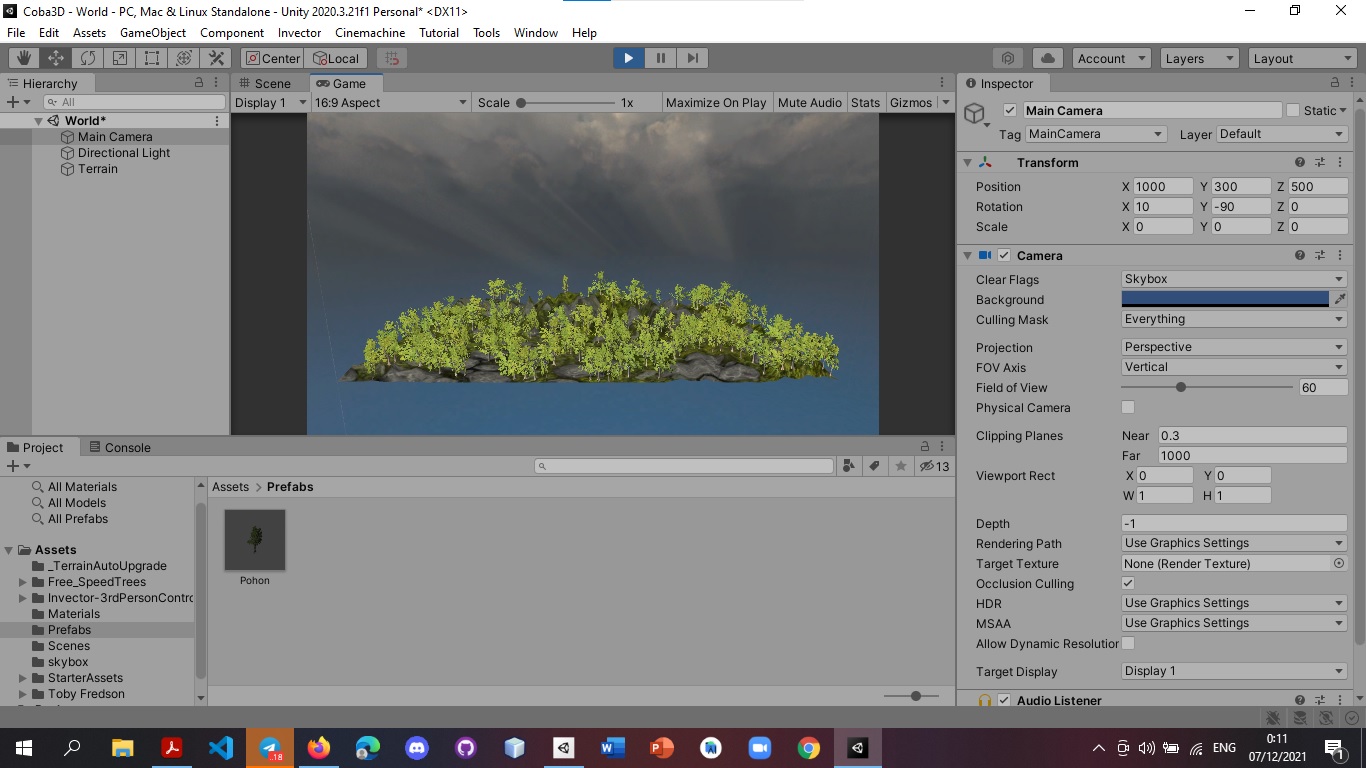 Coba3D - World - PC, Mac & Linux Standalone - Unity 2020.3.21f1 Personal* <DX11>
File Edit Assets GameObject Component Invector Cinemachine Tutorial Tools Window Help
Center Local Account Layers Layout
Hierarchy
All
World*
Main Camera
Directional Light
Terrain
Scene Game
Display 1 16:9 Aspect Scale 1x Maximize On Play Mute Audio Stats Gizmos
Inspector
Main Camera Static
Tag MainCamera Layer Default
Transform
Position X 1000 Y 300 Z 500
Rotation X 10 Y -90 Z 0
Scale X 0 Y 0 Z 0
Camera
Clear Flags Skybox
Background
Culling Mask Everything
Projection Perspective
FOV Axis Vertical
Field of View 60
Physical Camera
Clipping Planes Near 0.3
Far 1000
Viewport Rect X 0 Y 0
W 1 H 1
Depth -1
Rendering Path Use Graphics Settings
Target Texture None (Render Texture)
Occlusion Culling
HDR Use Graphics Settings
MSAA Use Graphics Settings
Allow Dynamic Resolution
Target Display Display 1
Audio Listener
Project Console
13
All Materials
All Models
All Prefabs
Assets
_TerrainAutoUpgrade
Free_SpeedTrees
Invector-3rdPersonContro
Materials
Prefabs
Scenes
skybox
StarterAssets
Toby Fredson
Assets > Prefabs
Pohon
..18
ENG
0:11
07/12/2021
1